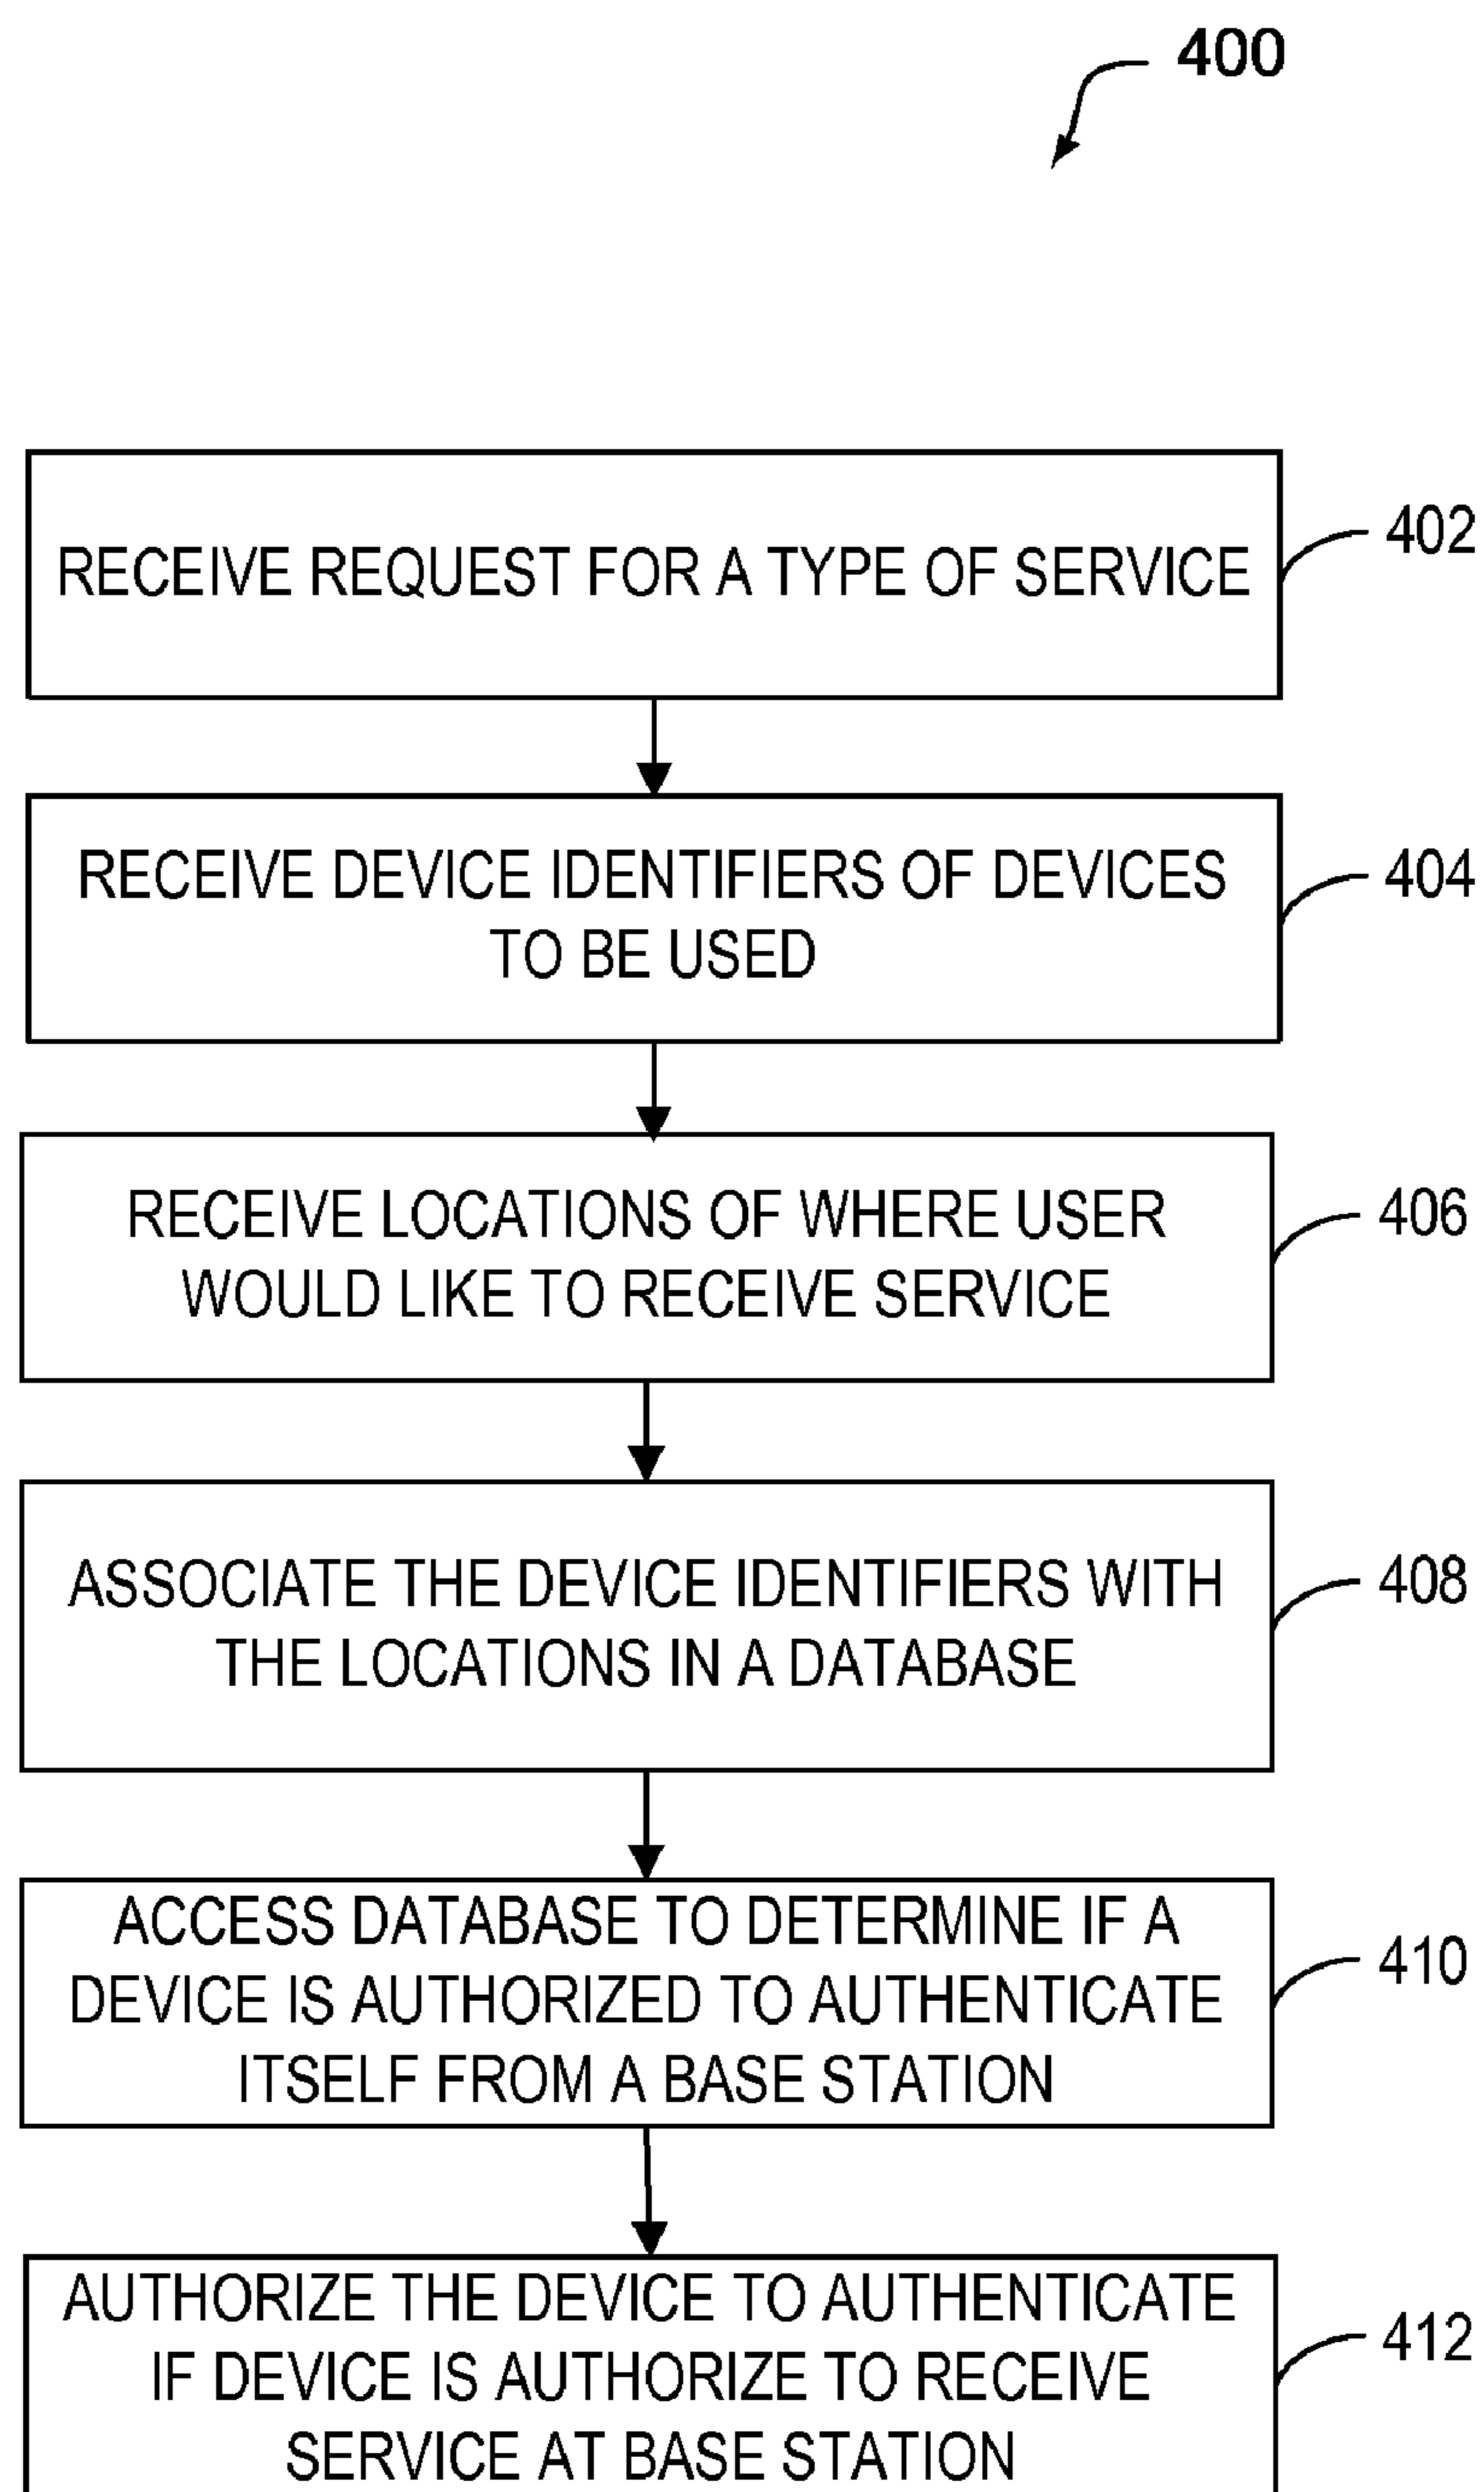 400
RECEIVE REQUEST FOR A TYPE OF SERVICE
402
RECEIVE DEVICE IDENTIFIERS OF DEVICES
TO BE USED
404
RECEIVE LOCATIONS OF WHERE USER
WOULD LIKE TO RECEIVE SERVICE
406
ASSOCIATE THE DEVICE IDENTIFIERS WITH
THE LOCATIONS IN A DATABASE
408
ACCESS DATABASE TO DETERMINE IF A
DEVICE IS AUTHORIZED TO AUTHENTICATE
ITSELF FROM A BASE STATION
410
AUTHORIZE THE DEVICE TO AUTHENTICATE
IF DEVICE IS AUTHORIZE TO RECEIVE
SERVICE AT BASE STATION
412